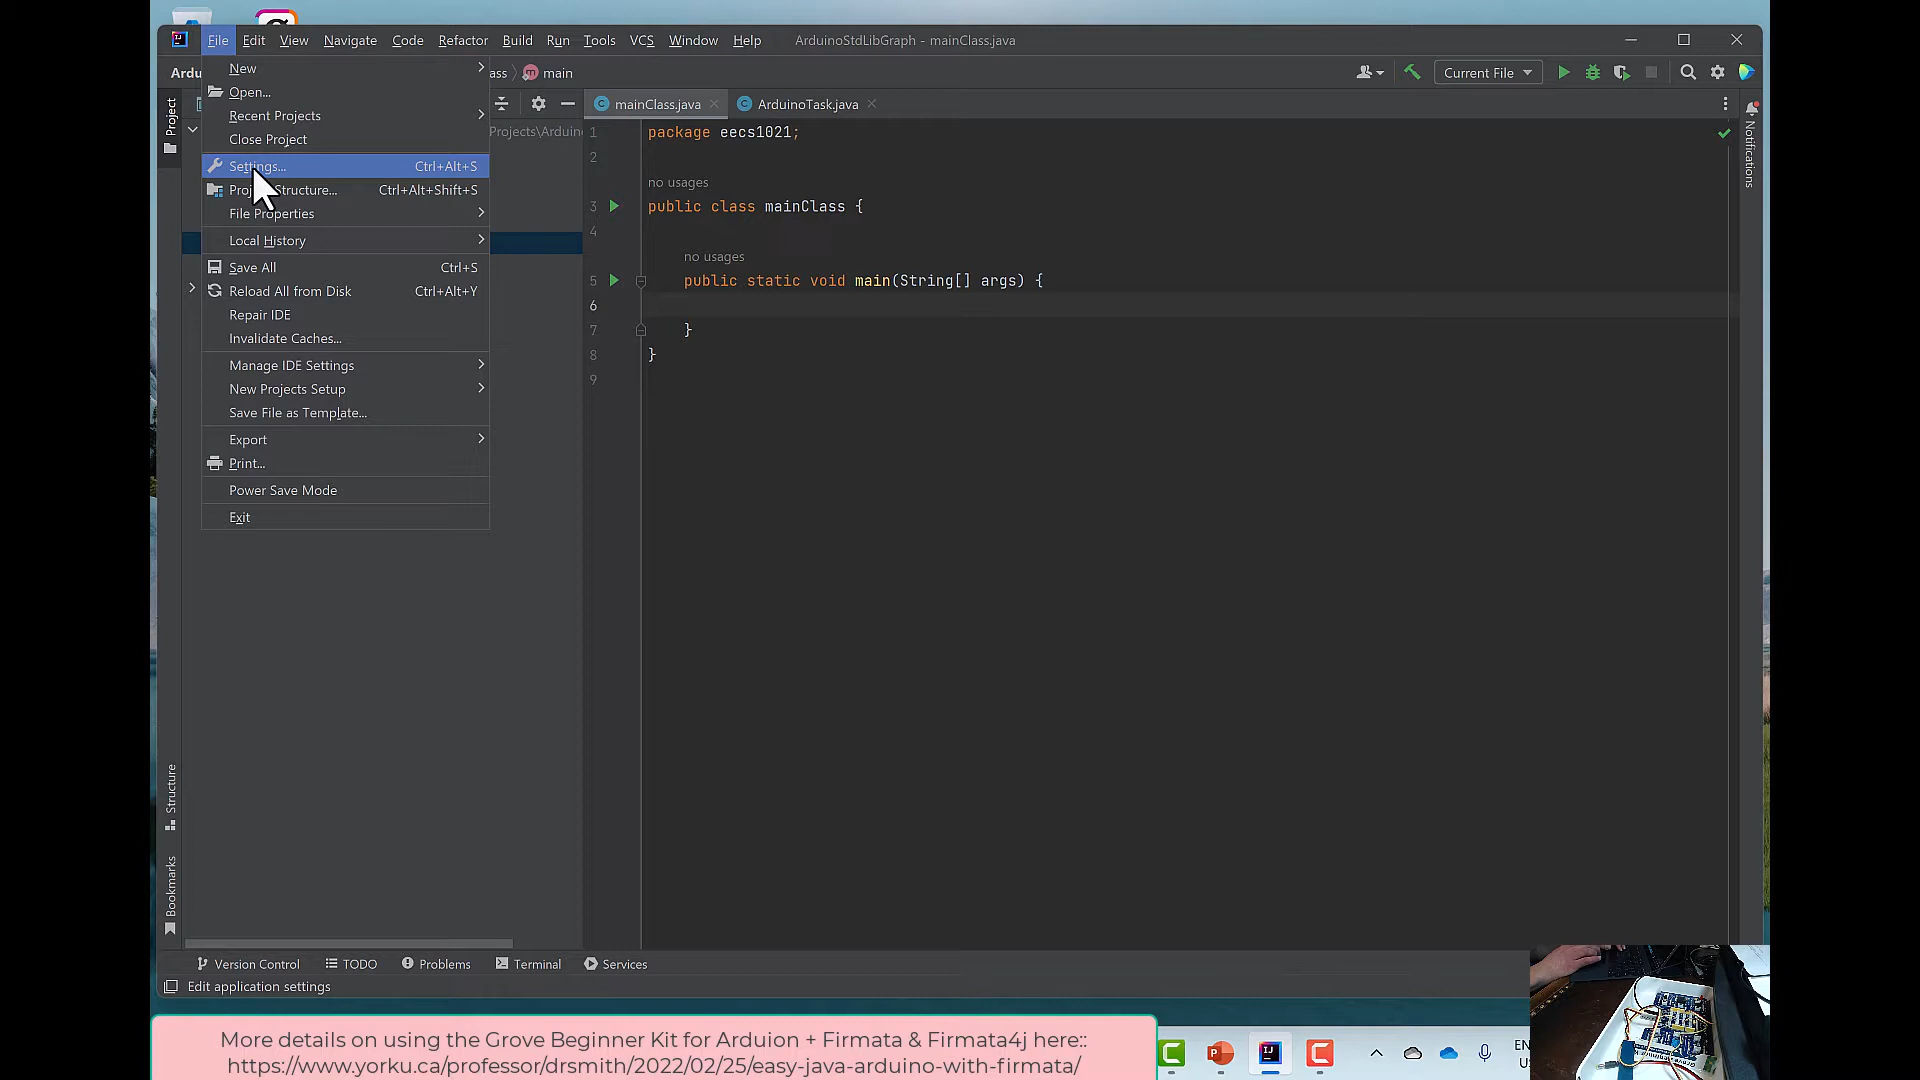 File Edit View Navigate Code Refactor Build Run Tools VCS Window Help ArduinoStdLibGraph - mainClass.java
Ardu
ass main
Current File
New
Open...
Recent Projects
Close Project
Settings... Ctrl+Alt+S
Structure... Ctrl+Alt+Shift+S
File Properties
Local History
Save All Ctrl+S
Reload All from Disk Ctrl+Alt+Y
Repair IDE
Invalidate Caches...
Manage IDE Settings
New Projects Setup
Save File as Template...
Export
Print...
Power Save Mode
Exit
Project
Projects\Arduin
Structure
Bookmarks
Notifications
mainClass.java ArduinoTask.java
1 package eecs1021;
2
no usages
3 public class mainClass {
4
no usages
5 public static void main(String[] args) {
6
7 }
8 }
9
Version Control TODO Problems Terminal Services
Edit application settings
More details on using the Grove Beginner Kit for Arduion + Firmata & Firmata4j here::
https://www.yorku.ca/professor/drsmith/2022/02/25/easy-java-arduino-with-firmata/